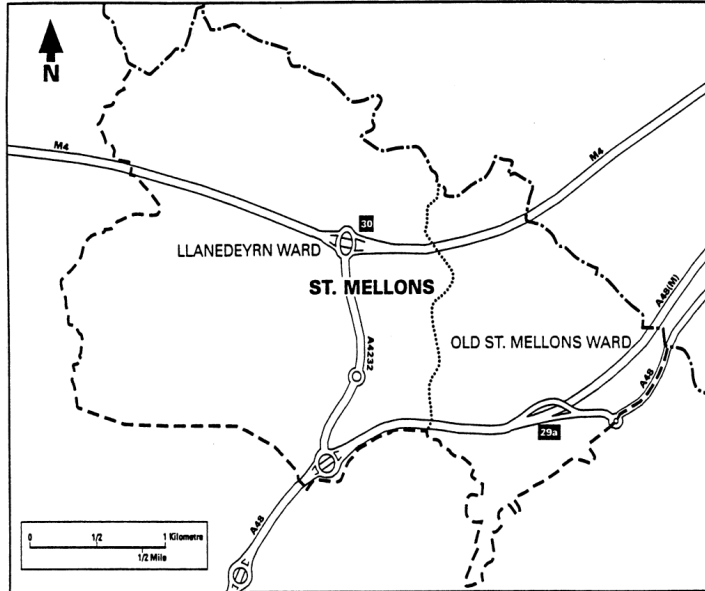 N
M4
M4
30
LLANEDEYRN WARD
ST. MELLONS
A48(M)
A4232
OLD ST. MELLONS WARD
A48
29a
A48
0 1/2 1 Kilometre
1/2 Mile